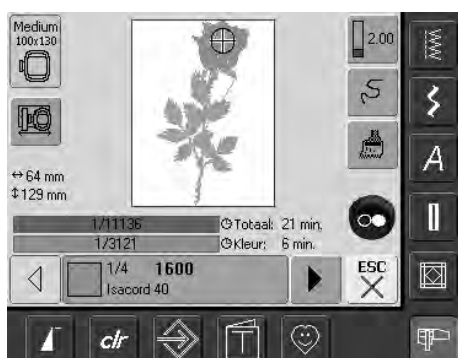 Medium
100x130
2.00
↔64 mm
↕129 mm
1/11136 Totaal: 21 min.
1/3121 Kleur: 6 min.
1/4 1600
Isacord 40
ESC
A
clr
T